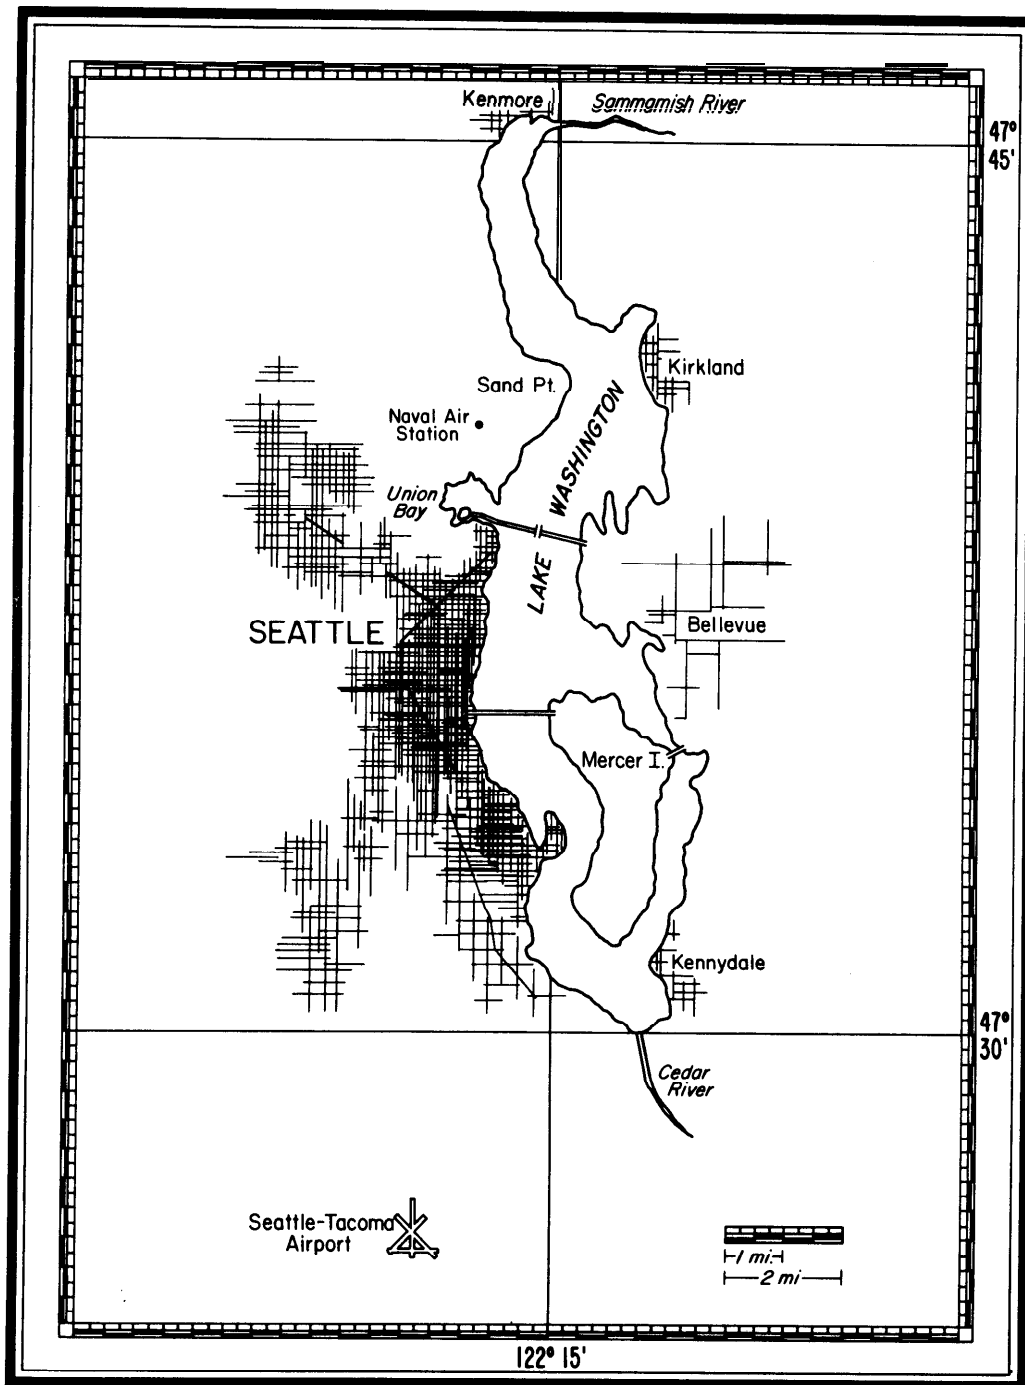 Kenmore
Sammamish River
47°
45'
Kirkland
Sand Pt.
Naval Air
Station
WASHINGTON
Union
Bay
LAKE
SEATTLE
Bellevue
Mercer I.
Kennydale
47°
30'
Cedar
River
Seattle-Tacoma
Airport
1 mi.
2 mi
122° 15'